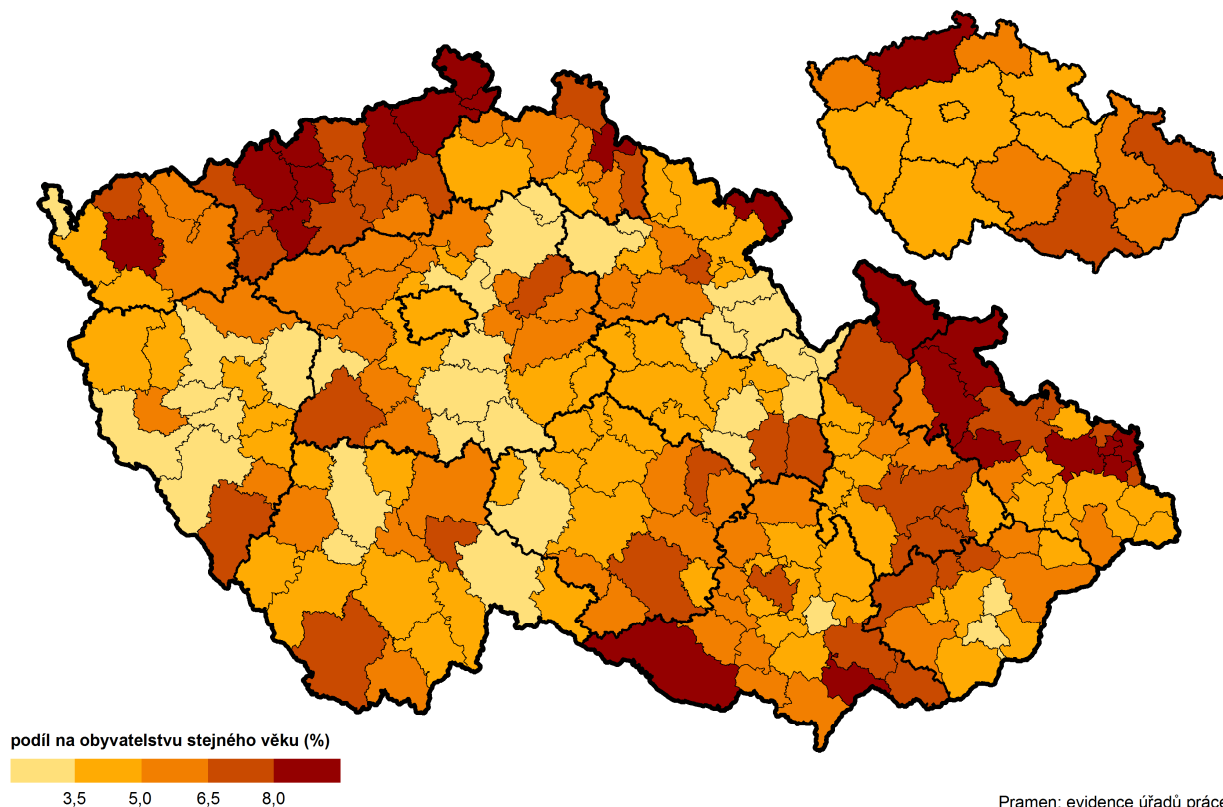 podíl na obyvatelstvu stejného věku (%)
3,5 5,0 6,5 8,0
Pramen: evidence úřadů práce